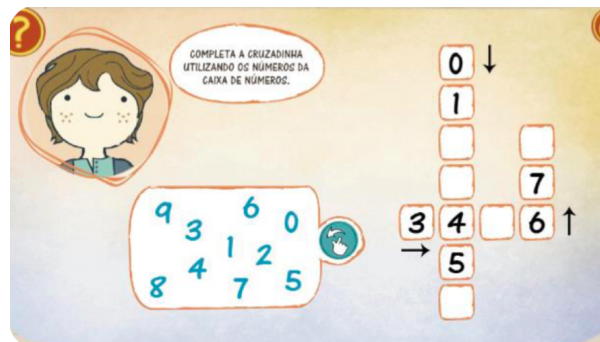 ?
COMPLETA A CRUZADINHA
UTILIZANDO OS NÚMEROS DA
CAIXA DE NÚMEROS.
0 ↓
1
7
3 4 6 ↑
→ 5
9 6
3 0
1
4 2
8 7 5